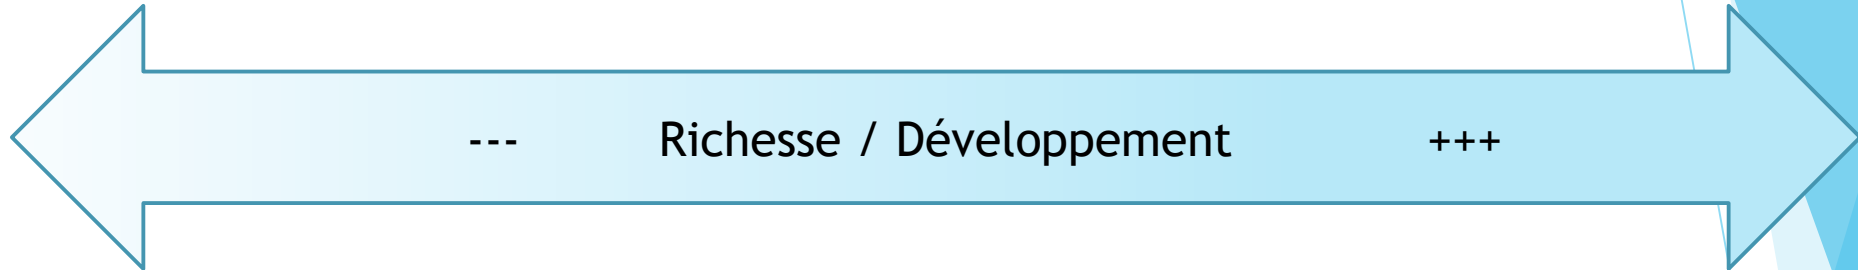 --- Richesse / Développement +++